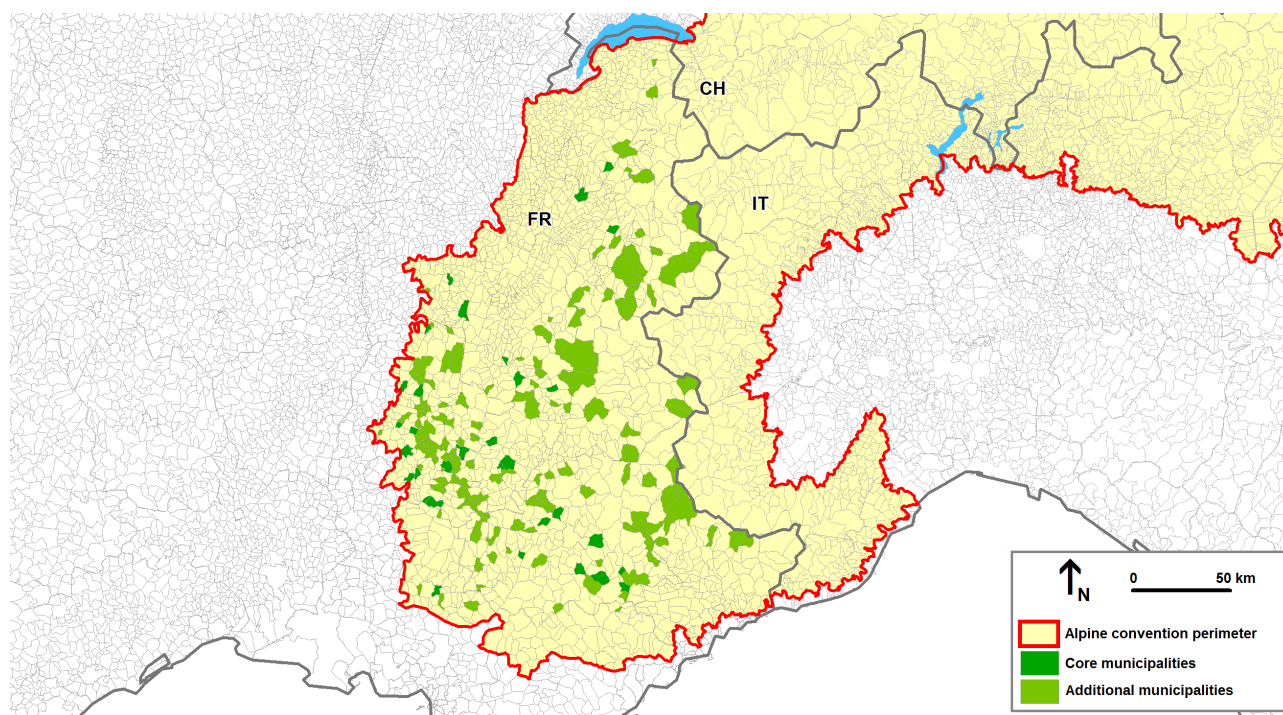 CH
IT
FR
N
0 50 km
Alpine convention perimeter
Core municipalities
Additional municipalities